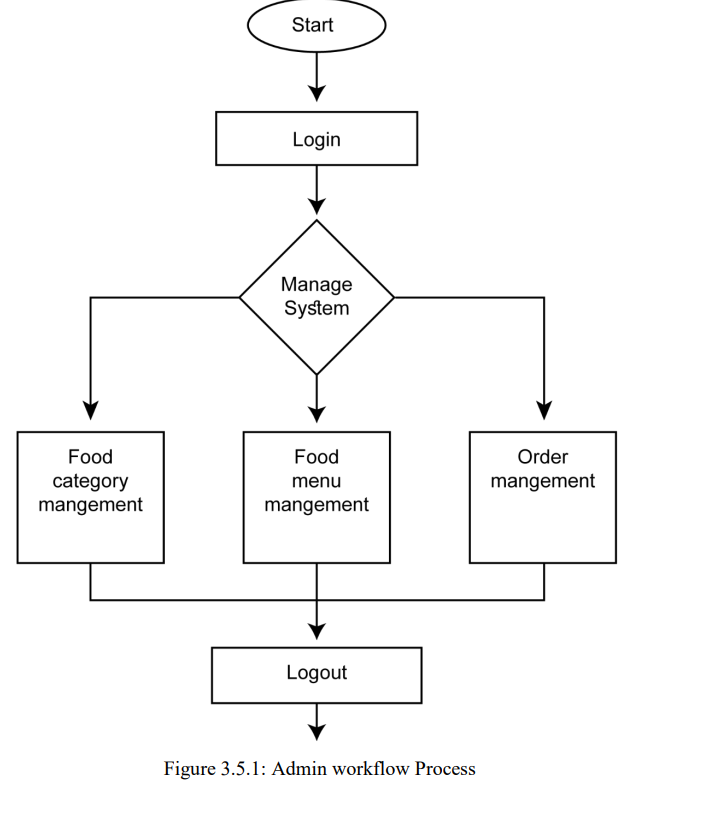 Start
Login
Manage
System
Food
category
mangement
Food
menu
mangement
Order
mangement
Logout
Figure 3.5.1: Admin workflow Process